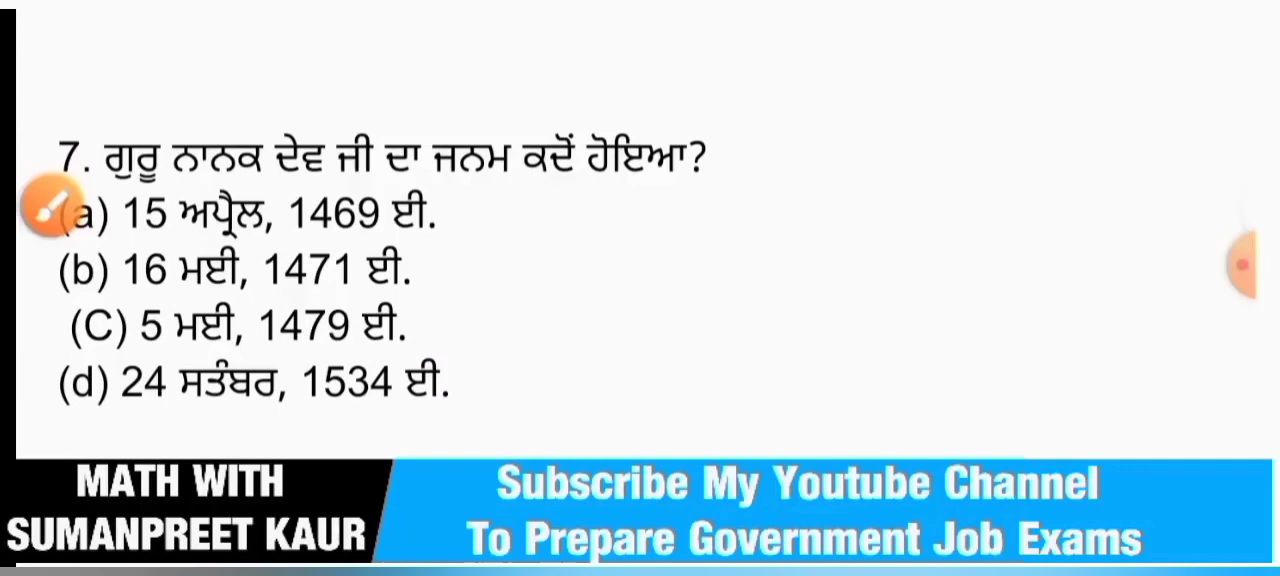 7. ਗੁਰੂ ਨਾਨਕ ਦੇਵ ਜੀ ਦਾ ਜਨਮ ਕਦੋਂ ਹੋਇਆ?
(a) 15 ਅਪ੍ਰੈਲ, 1469 ਈ.
(b) 16 ਮਈ, 1471 ਈ.
(C) 5 ਮਈ, 1479 ਈ.
(d) 24 ਸਤੰਬਰ, 1534 ਈ.
MATH WITH
SUMANPREET KAUR
Subscribe My Youtube Channel
To Prepare Government Job Exams